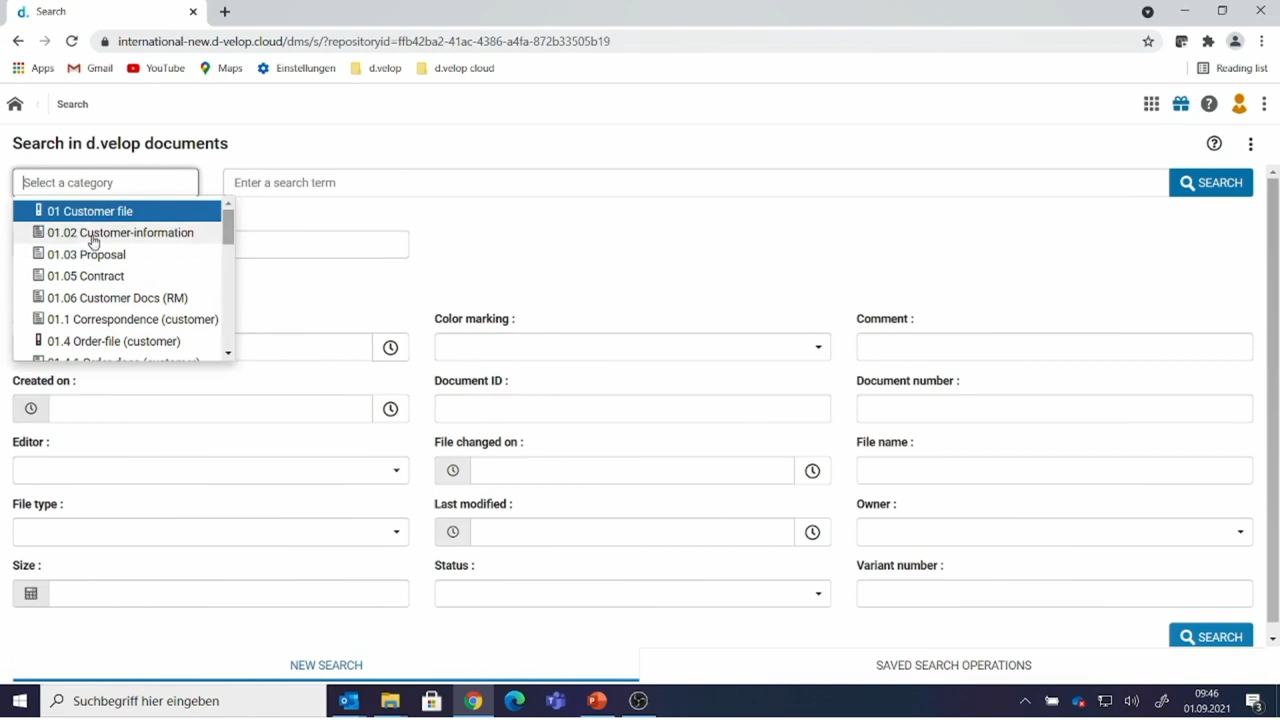 d. Search
international-new.d-velop.cloud/dms/s/?repositoryid=ffb42ba2-41ac-4386-a4fa-872b33505b19
Apps Gmail YouTube Maps Einstellungen d.velop d.velop cloud Reading list
Search
Search in d.velop documents
Select a category Enter a search term SEARCH
01 Customer file
01.02 Customer-information
01.03 Proposal
01.05 Contract
01.06 Customer Docs (RM)
01.1 Correspondence (customer)
01.4 Order-file (customer)
Color marking : Comment :
Created on : Document ID : Document number :
Editor : File changed on : File name :
File type : Last modified : Owner :
Size : Status : Variant number :
SEARCH
NEW SEARCH SAVED SEARCH OPERATIONS
Suchbegriff hier eingeben
09:46
01.09.2021
3